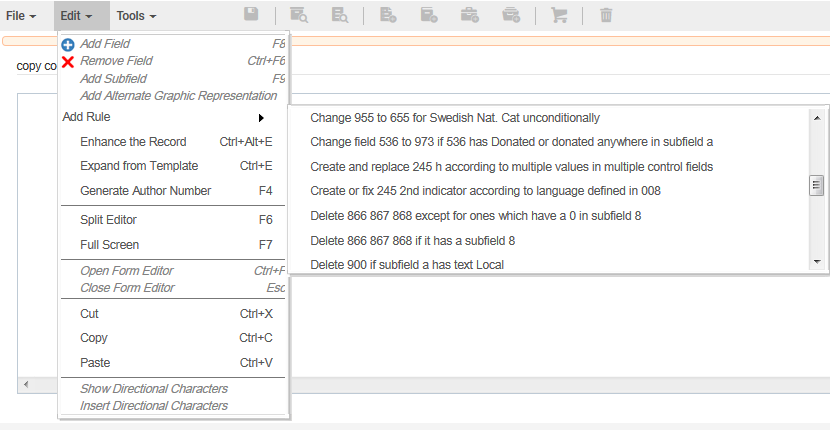 File Edit Tools
Add Field F8
copy co
Remove Field Ctrl+F6
Add Subfield F9
Add Alternate Graphic Representation
Add Rule
Enhance the Record Ctrl+Alt+E
Expand from Template Ctrl+E
Generate Author Number F4
Split Editor F6
Full Screen F7
Open Form Editor Ctrl+F
Close Form Editor Esc
Cut Ctrl+X
Copy Ctrl+C
Paste Ctrl+V
Show Directional Characters
Insert Directional Characters
Change 955 to 655 for Swedish Nat. Cat unconditionally
Change field 536 to 973 if 536 has Donated or donated anywhere in subfield a
Create and replace 245 h according to multiple values in multiple control fields
Create or fix 245 2nd indicator according to language defined in 008
Delete 866 867 868 except for ones which have a 0 in subfield 8
Delete 866 867 868 if it has a subfield 8
Delete 900 if subfield a has text Local